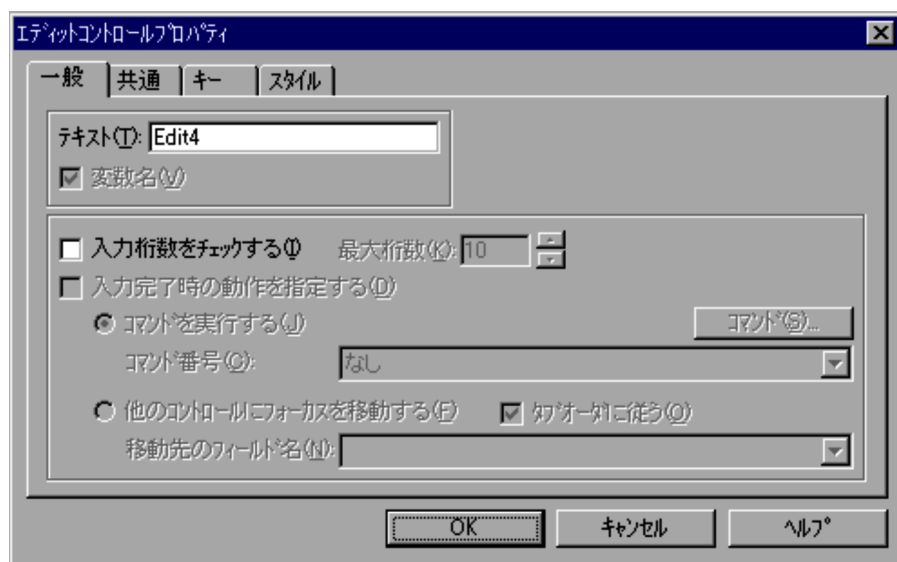 ｴﾃﾞｨｯﾄｺﾝﾄﾛｰﾙﾌﾟﾛﾊﾟﾃｨ
一般 共通 ｷｰ ｽﾀｲﾙ
ﾃｷｽﾄ(T): Edit4
変数名(V)
入力桁数をﾁｪｯｸする(I) 最大桁数(K): 10
入力完了時の動作を指定する(D)
ｺﾏﾝﾄﾞを実行する(J) ｺﾏﾝﾄﾞ(S)...
ｺﾏﾝﾄﾞ番号(C): なし
他のｺﾝﾄﾛｰﾙにﾌｫｰｶｽを移動する(F) ﾀﾌﾞｵｰﾀﾞに従う(O)
移動先のﾌｨｰﾙﾄﾞ名(N):
OK ｷｬﾝｾﾙ ﾍﾙﾌﾟ